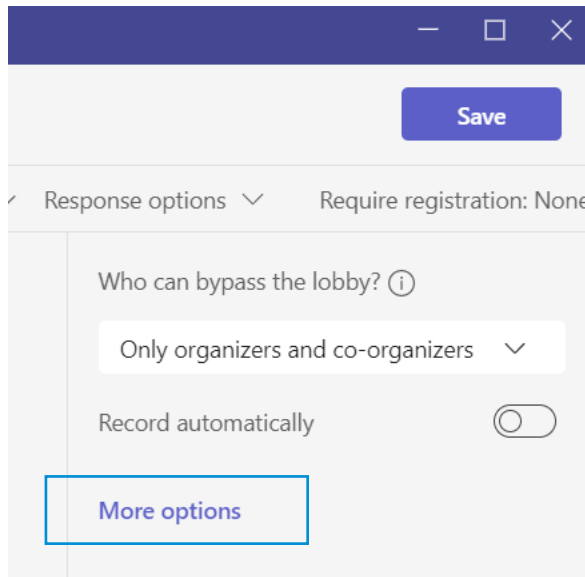 Save
Response options Require registration: None
Who can bypass the lobby?
Only organizers and co-organizers
Record automatically
More options